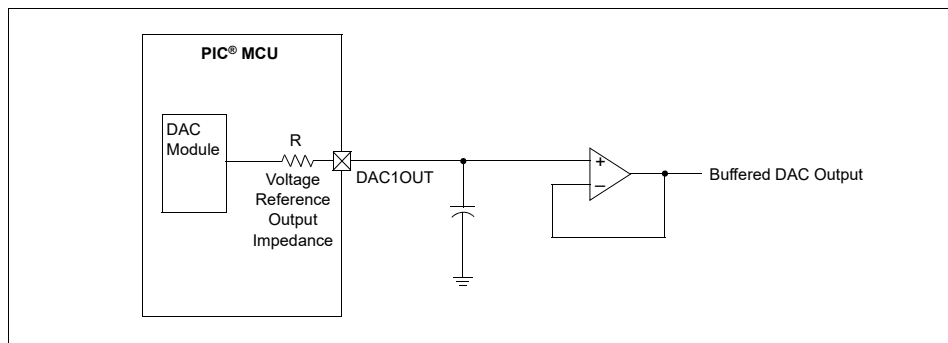 PIC® MCU
DAC
Module
R
Voltage
Reference
Output
Impedance
DAC1OUT
+
–
Buffered DAC Output